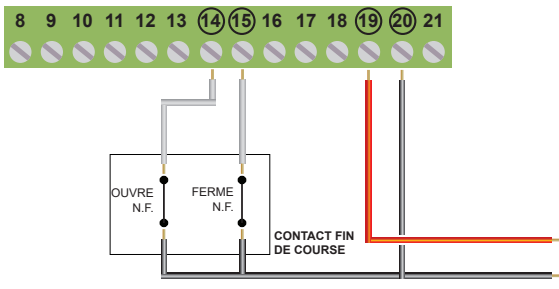 8 9 10 11 12 13 14 15 16 17 18 19 20 21
OUVRE
N.F.
FERME
N.F.
CONTACT FIN
DE COURSE